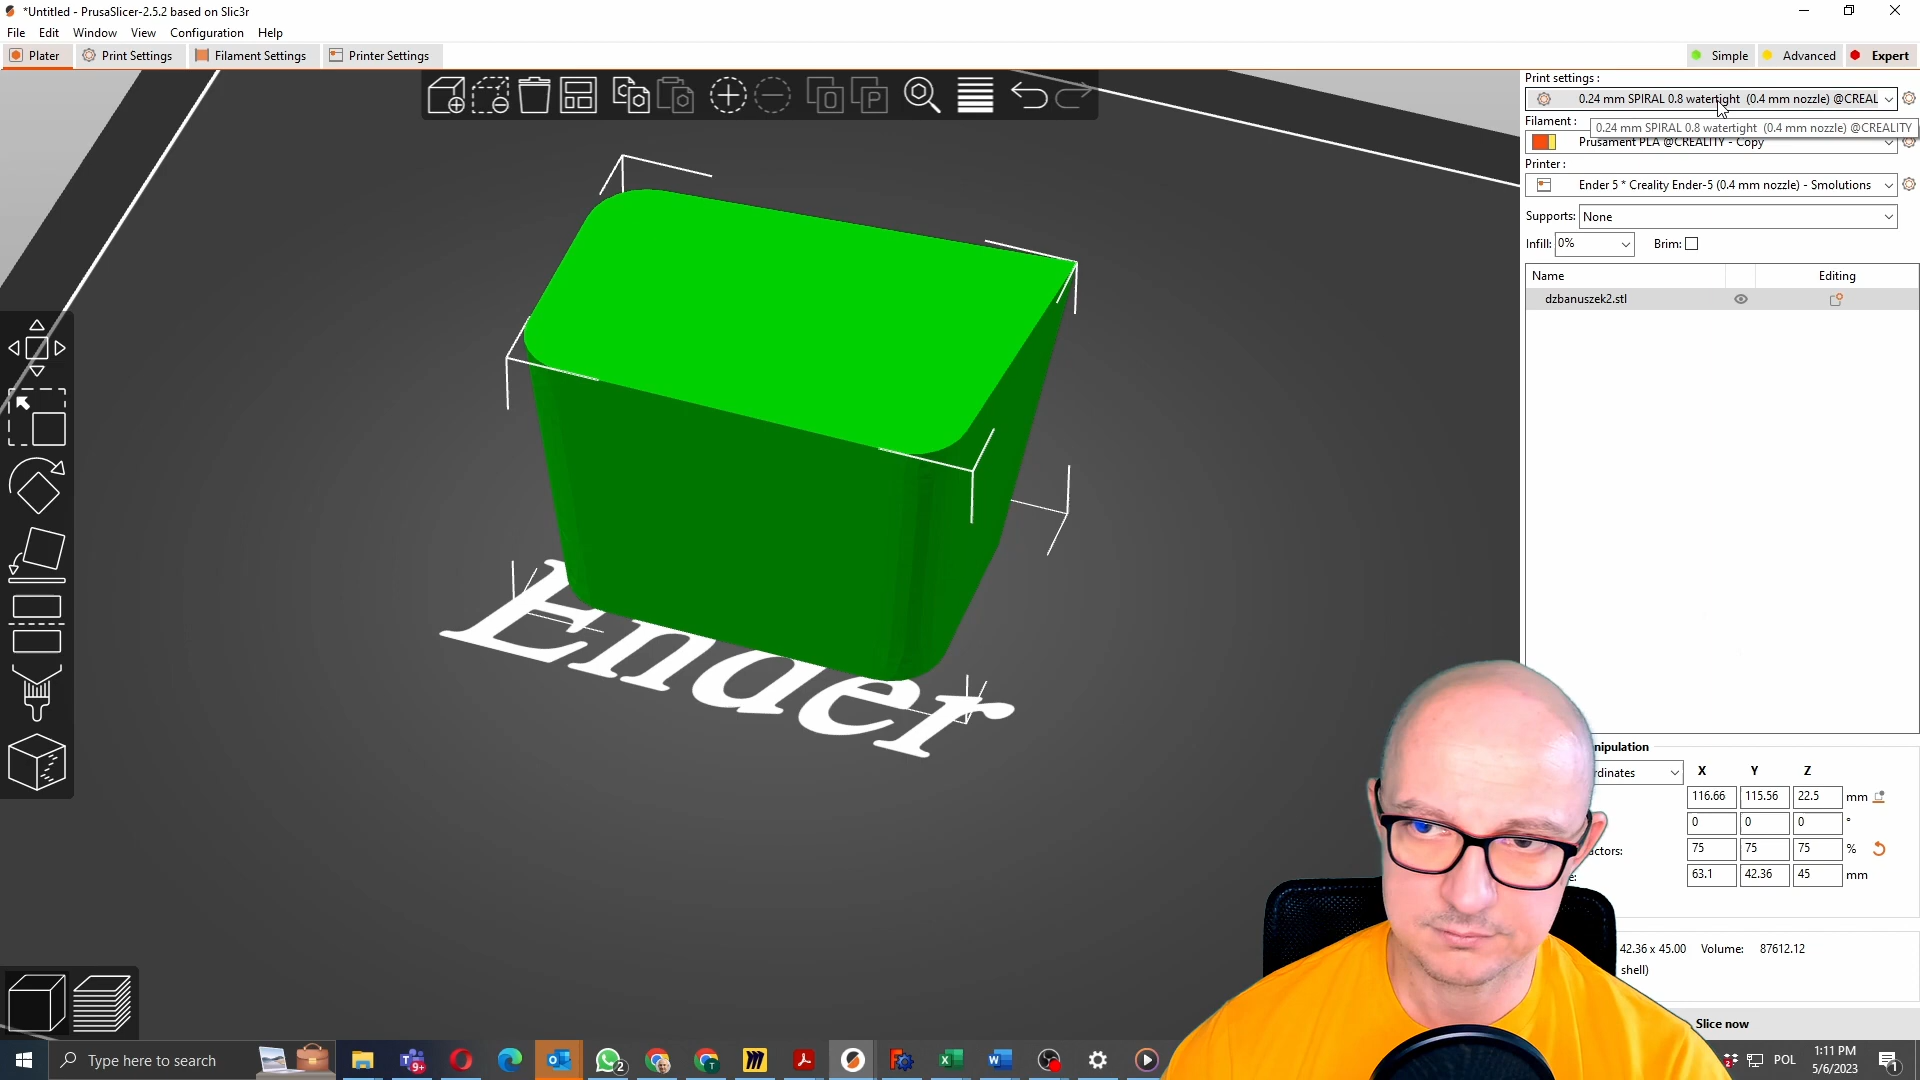 *Untitled - PrusaSlicer-2.5.2 based on Slic3r
File Edit Window View Configuration Help
Plater Print Settings Filament Settings Printer Settings Simple Advanced Expert
Print settings :
0.24 mm SPIRAL 0.8 watertight (0.4 mm nozzle) @CREAL
Filament :
0.24 mm SPIRAL 0.8 watertight (0.4 mm nozzle) @CREALITY
Prusament PLA @CREALITY - Copy
Printer :
Ender 5 * Creality Ender-5 (0.4 mm nozzle) - Smolutions
Supports: None
Infill: 0% Brim:
Name Editing
dzbanuszek2.stl
Ender
nipulation
rdinates X Y Z
116.66 115.56 22.5 mm
0 0 0 °
actors: 75 75 75 %
e: 63.1 42.36 45 mm
42.36 x 45.00 Volume: 87612.12
shell)
Slice now
Type here to search
9+
2
POL
1:11 PM
5/6/2023
1